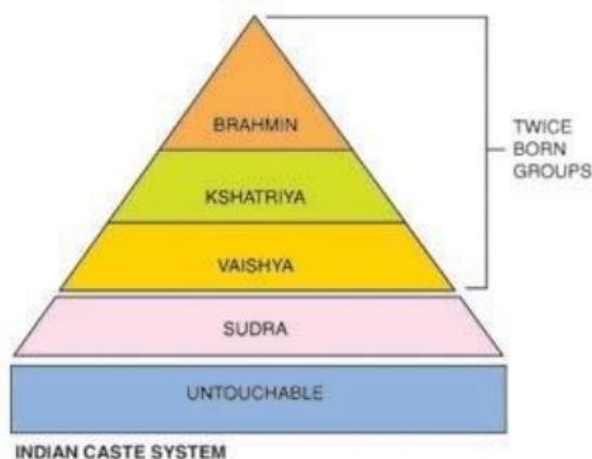 BRAHMIN
KSHATRIYA
VAISHYA
SUDRA
UNTOUCHABLE
TWICE
BORN
GROUPS
INDIAN CASTE SYSTEM